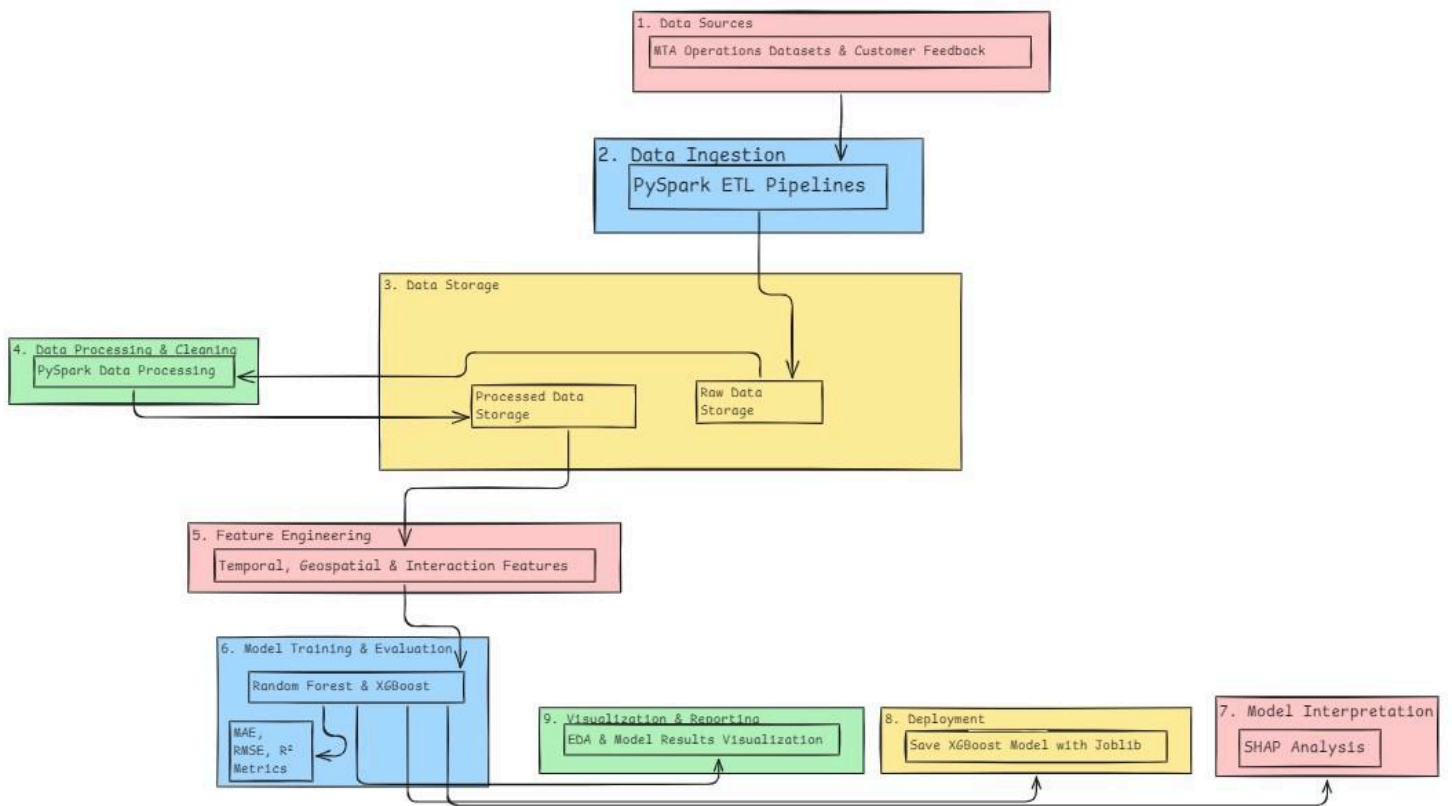 1. Data Sources
MTA Operations Datasets & Customer Feedback
2. Data Ingestion
PySpark ETL Pipelines
3. Data Storage
4. Data Processing & Cleaning
PySpark Data Processing
Processed Data
Storage
Raw Data
Storage
5. Feature Engineering
Temporal, Geospatial & Interaction Features
6. Model Training & Evaluation
Random Forest & XGBoost
MAE,
RMSE, R²
Metrics
9. Visualization & Reporting
EDA & Model Results Visualization
8. Deployment
Save XGBoost Model with Joblib
7. Model Interpretation
SHAP Analysis